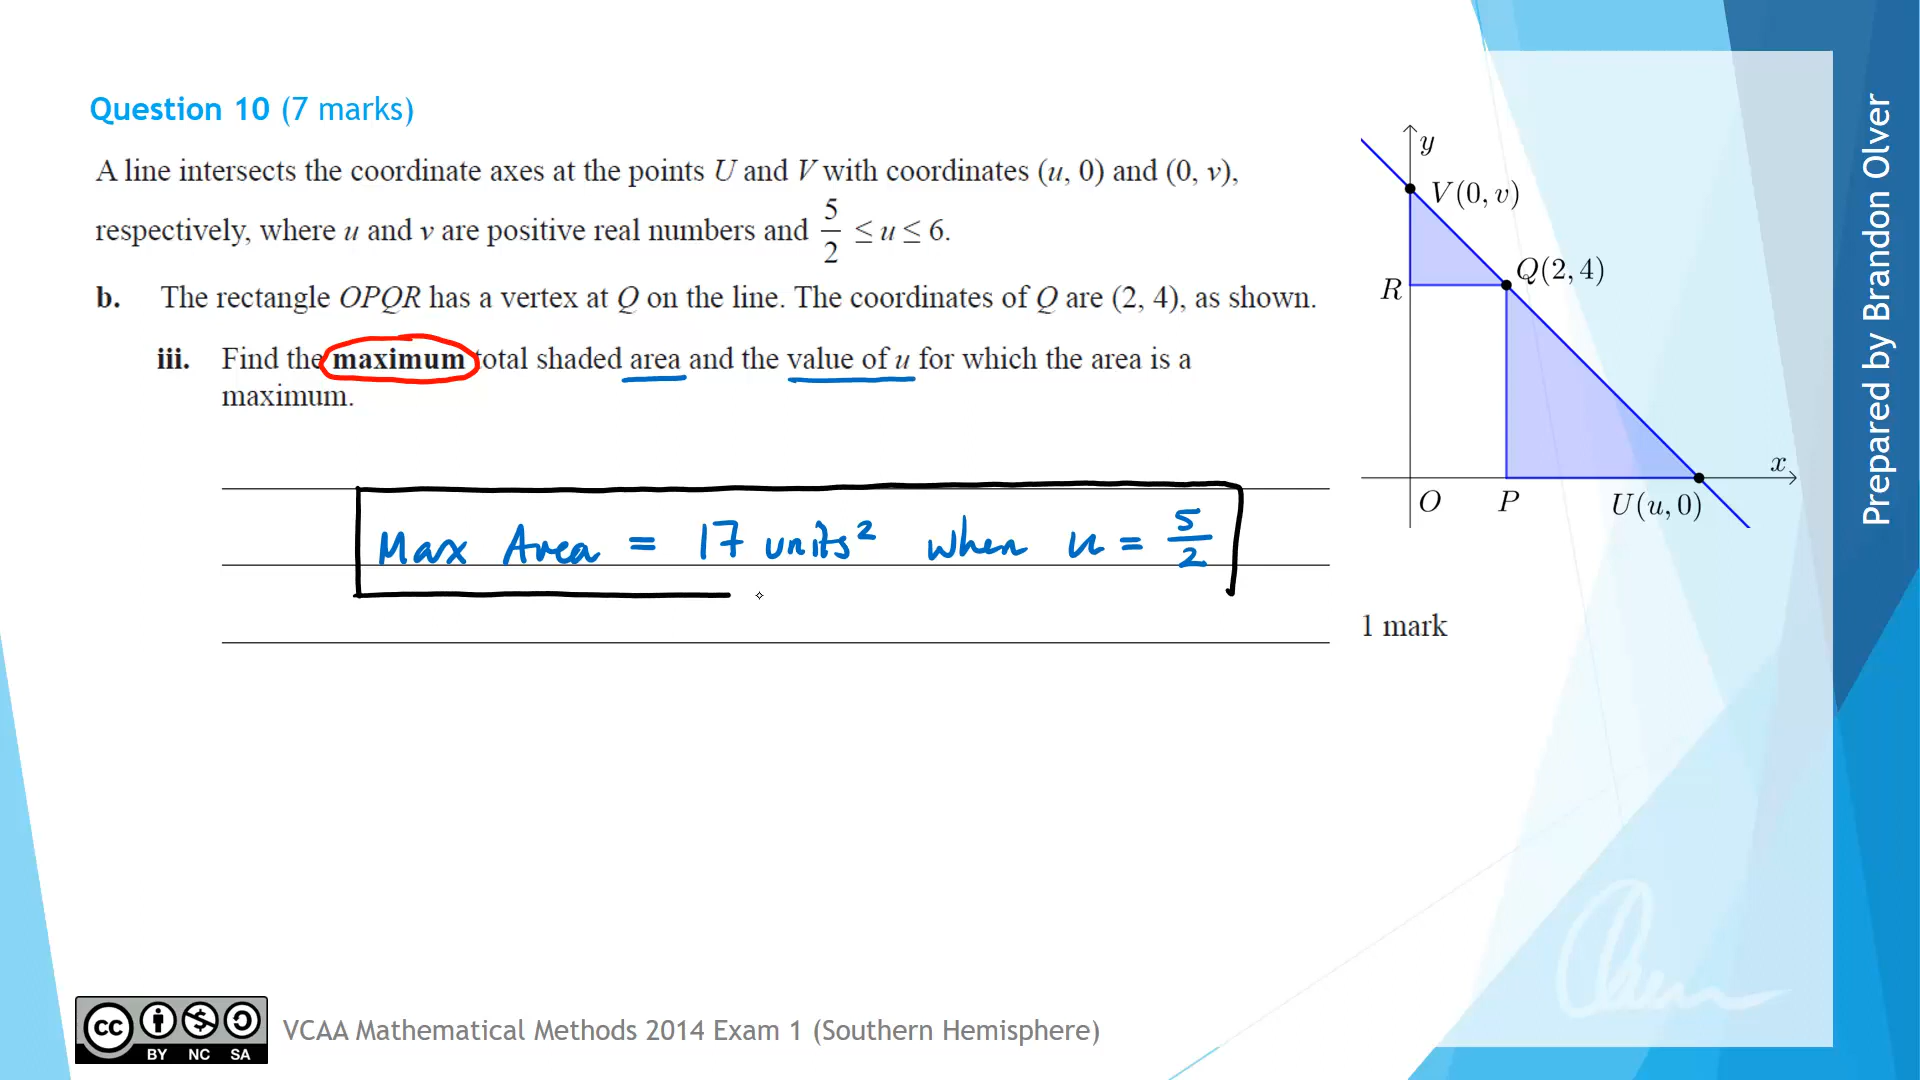 Question 10 (7 marks)
A line intersects the coordinate axes at the points U and V with coordinates (u, 0) and (0, v),
respectively, where u and v are positive real numbers and 5/2 ≤ u ≤ 6.
b. The rectangle OPQR has a vertex at Q on the line. The coordinates of Q are (2, 4), as shown.
iii. Find the maximum total shaded area and the value of u for which the area is a
maximum.
Max Area = 17 units² when u = 5/2
1 mark
y
V(0, v)
Q(2, 4)
R
x
O P U(u, 0)
Prepared by Brandon Olver
cc BY NC SA
VCAA Mathematical Methods 2014 Exam 1 (Southern Hemisphere)